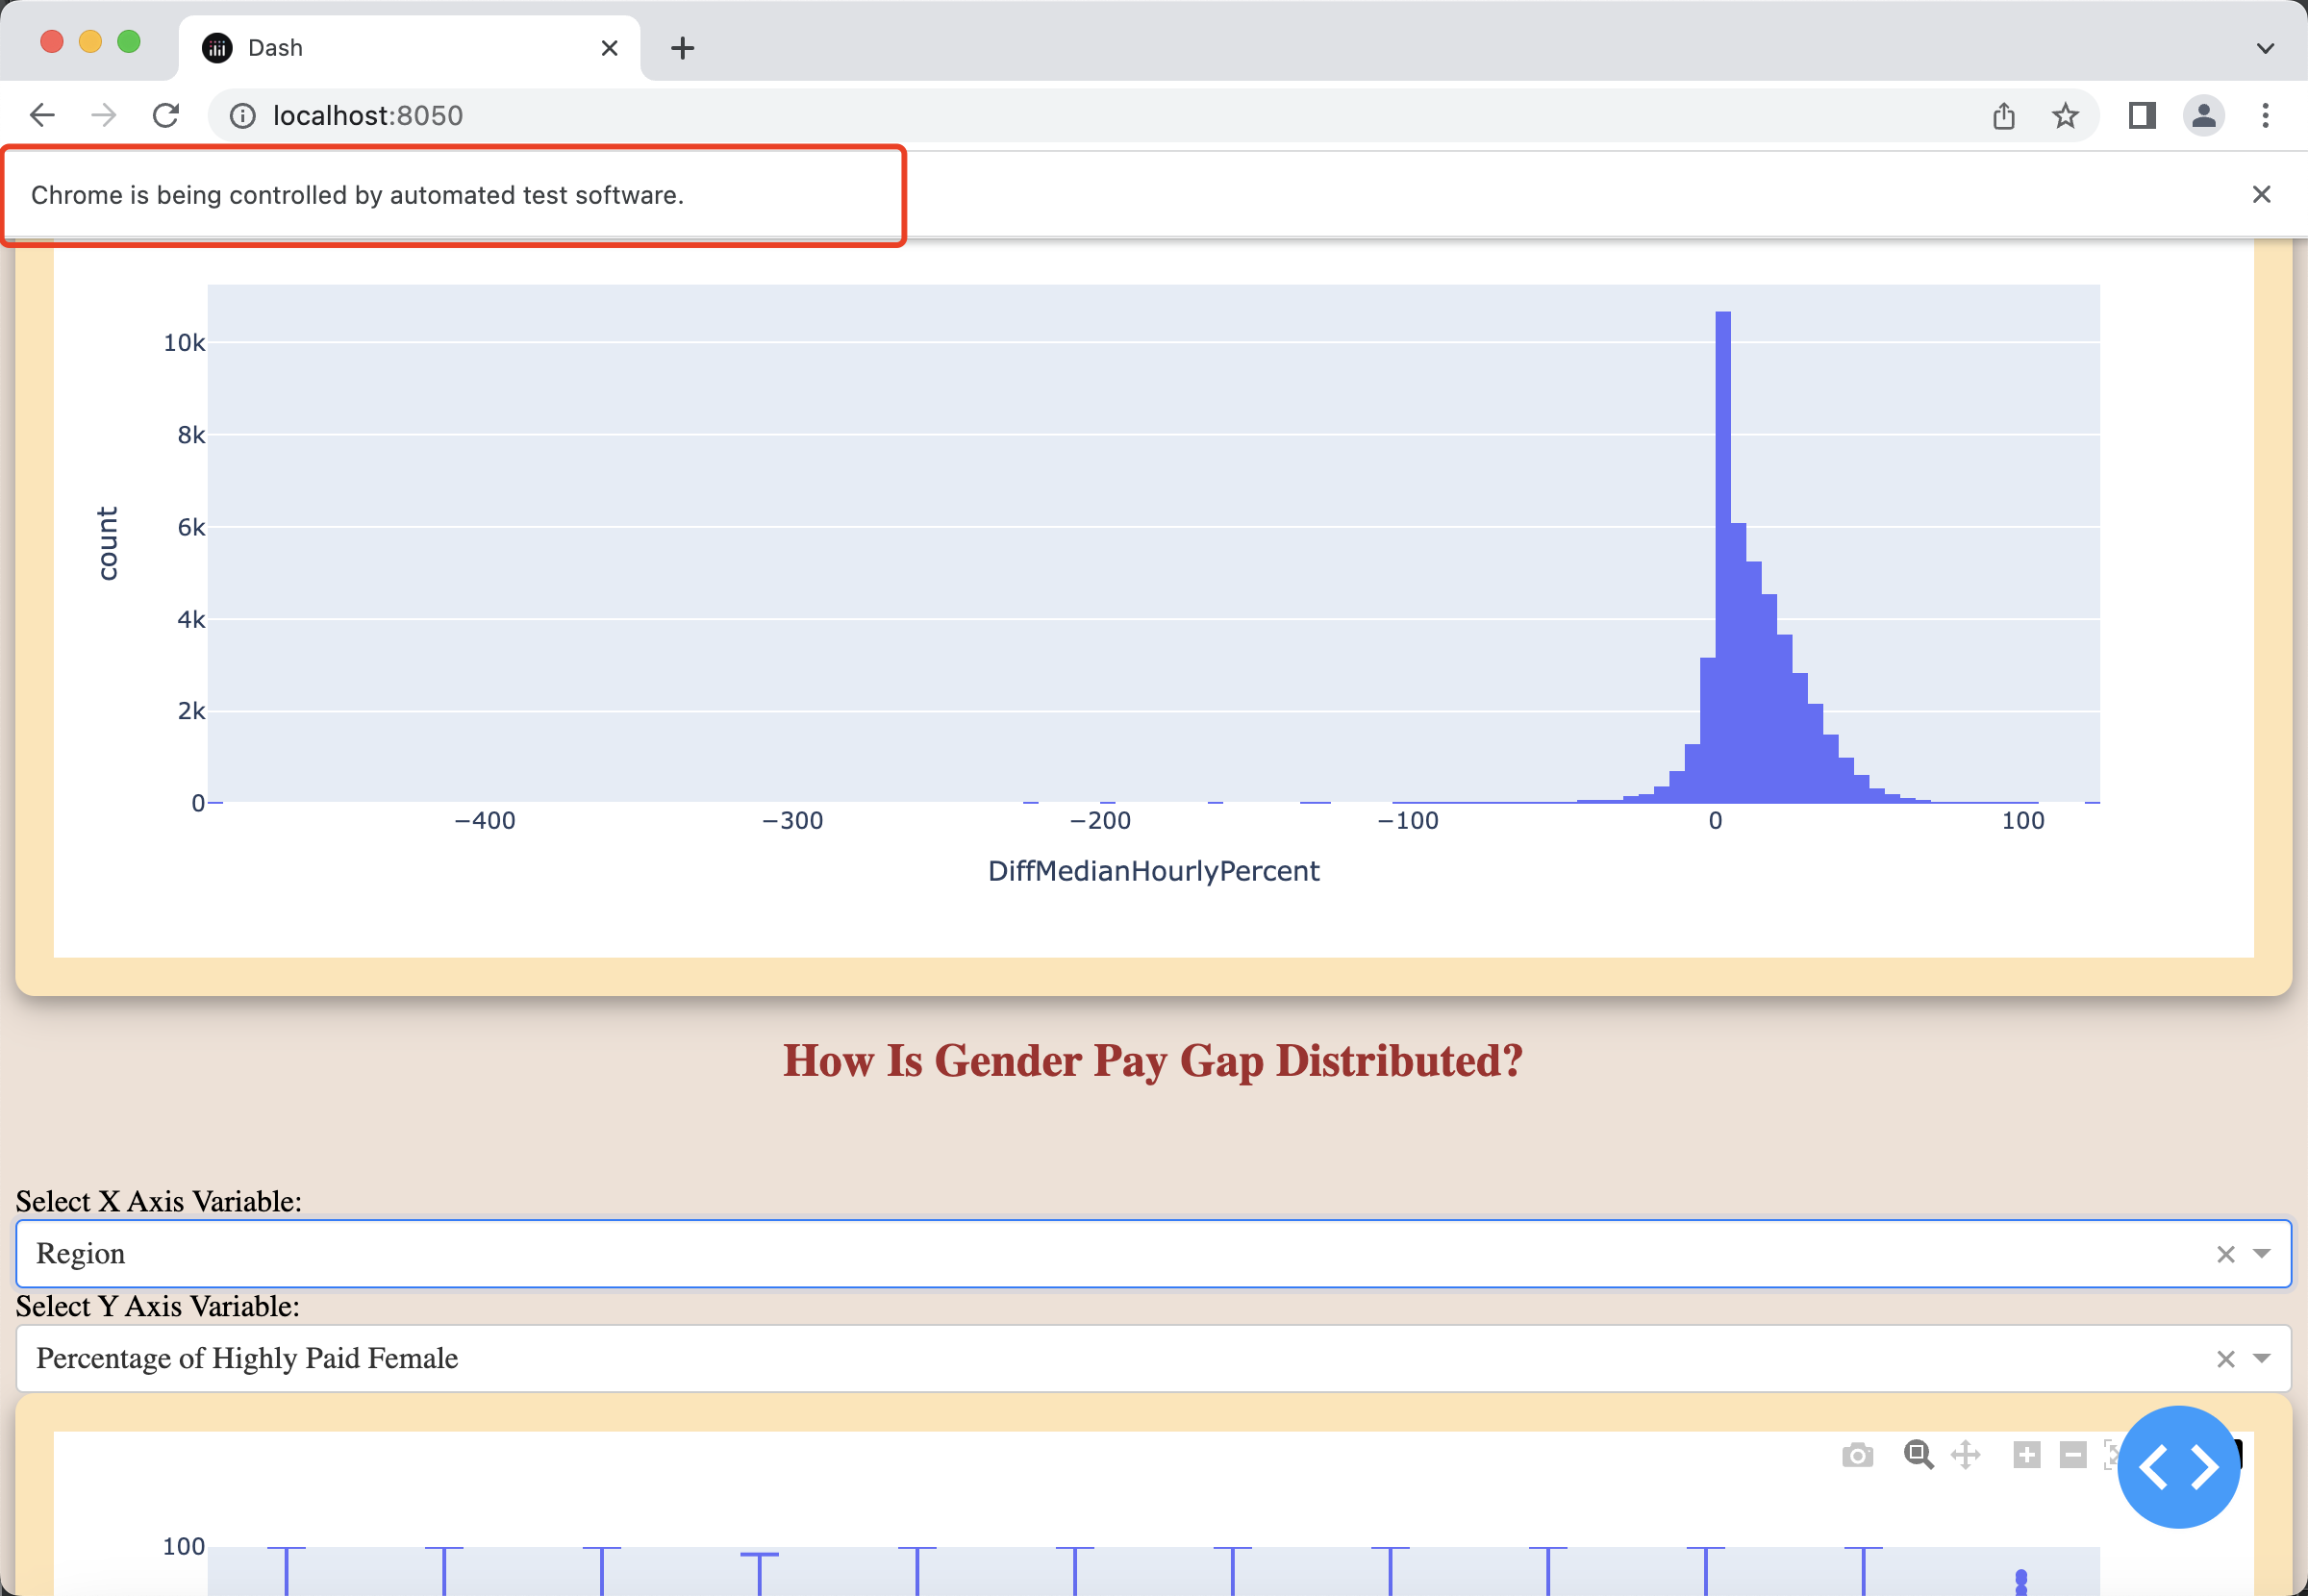 Dash
localhost:8050
Chrome is being controlled by automated test software.
10k
8k
6k
4k
2k
0
count
−400 −300 −200 −100 0 100
DiffMedianHourlyPercent
How Is Gender Pay Gap Distributed?
Select X Axis Variable:
Region
Select Y Axis Variable:
Percentage of Highly Paid Female
100